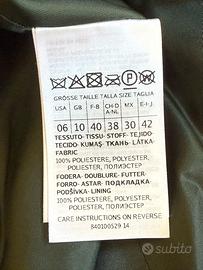 GRÖSSE TAILLE TALLA SIZE TAGLIA
USA GB F-B CH-D A-NL MX E-I-J
06 10 40 38 30 42
TESSUTO-TISSU-STOFF-TEJIDO-
TECIDO-KUMAŞ-ТКАНЬ-LÁTKA-
FABRIC
100% POLIESTERE, POLYESTER,
POLIESTER, ПОЛИЭСТЕР
FODERA-DOUBLURE-FUTTER-
FORRO-ASTAR-ПОДКЛАДКА-
PODŠÍVKA-LINING
100% POLIESTERE, POLYESTER,
POLIESTER, ПОЛИЭСТЕР
CARE INSTRUCTIONS ON REVERSE
840100529 14
subito